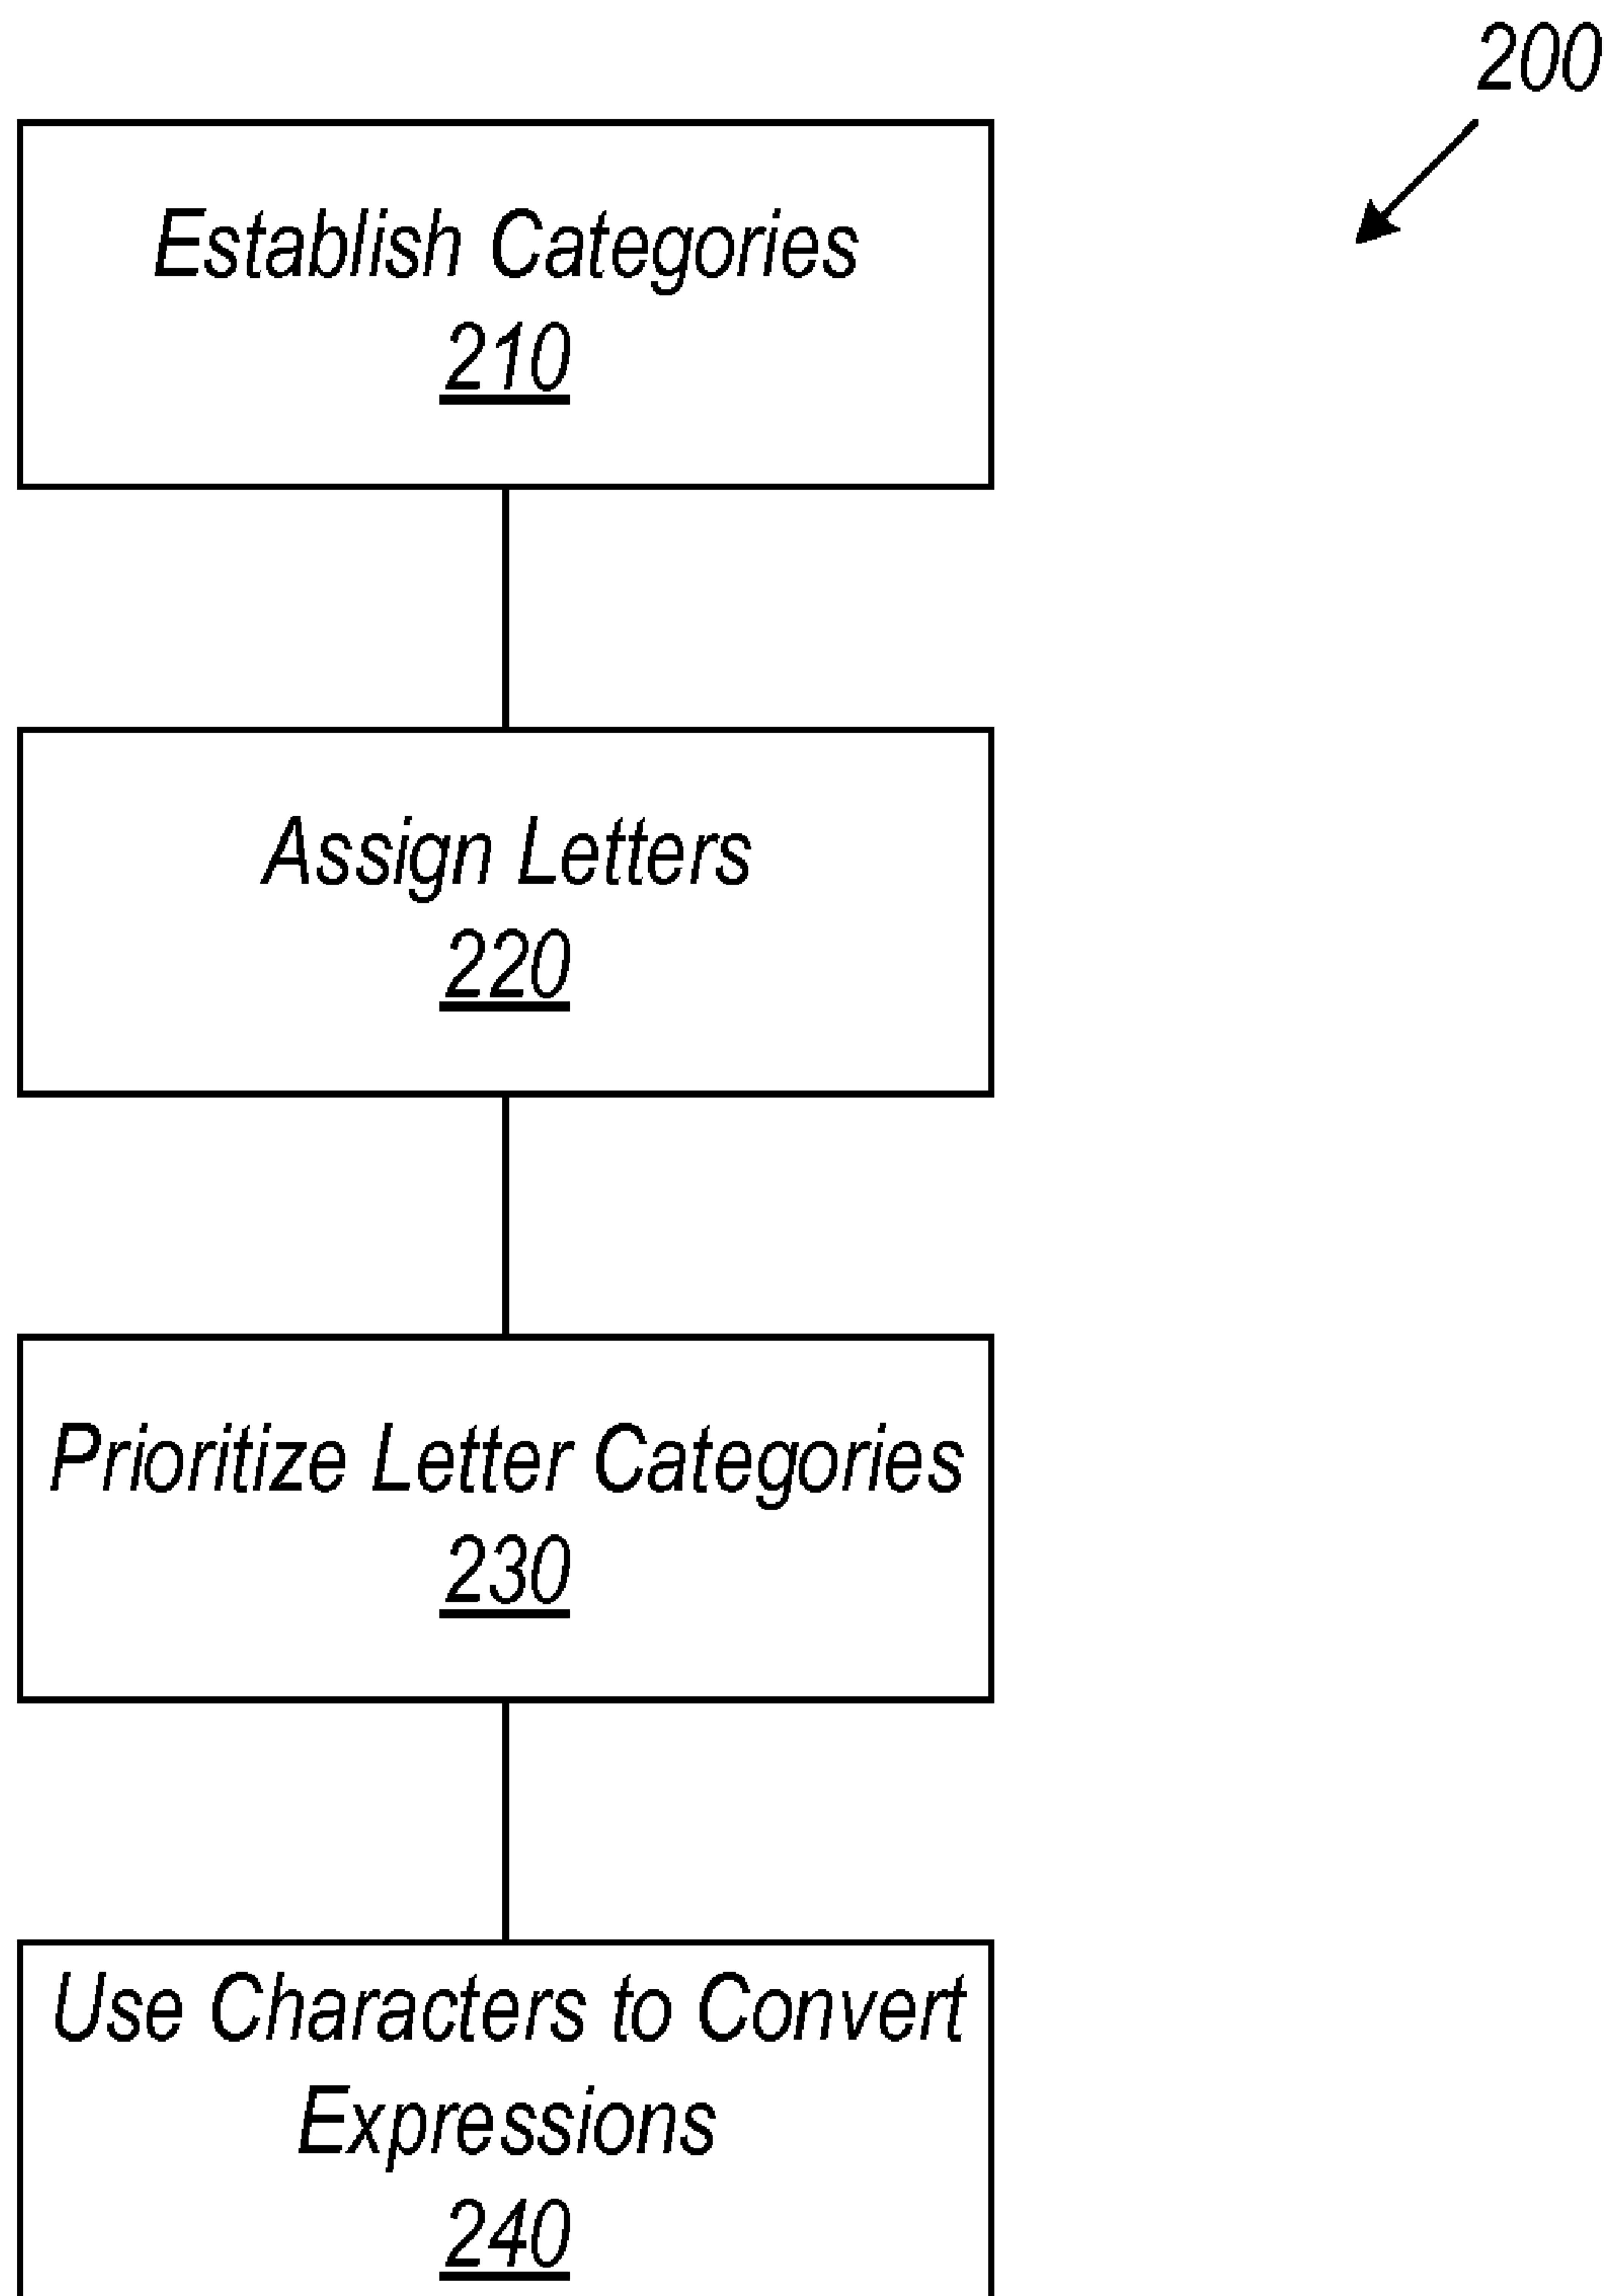 200
Establish Categories
210
Assign Letters
220
Prioritize Letter Categories
230
Use Characters to Convert
Expressions
240